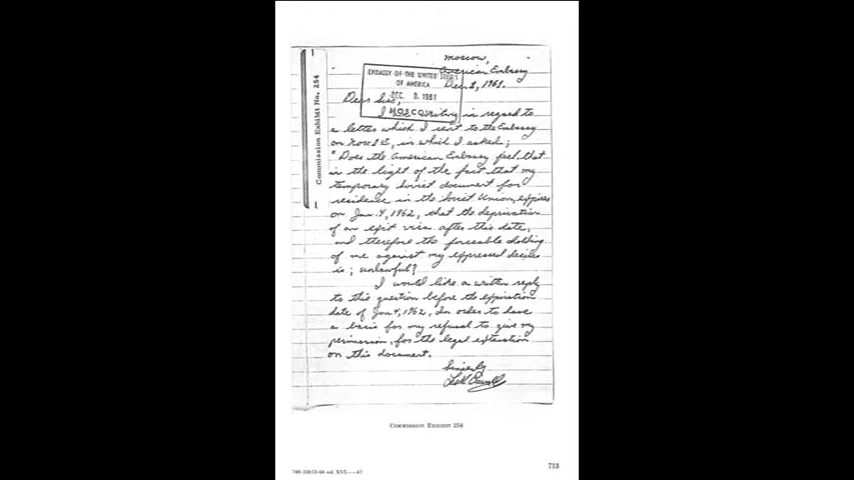 Commission Exhibit No. 254
Moscow,
American Embassy
Dec 1, 1961.
EMBASSY OF THE UNITED STATES
OF AMERICA
DEC. 1961
MOSCOW
Dear Sirs,
I am writing in regard to
a letter which I sent to the Embassy
on Nov in which I asked;
"Does the American Embassy feel, that
in the light of the fact that my
temporary Soviet document for
residence in the Soviet Union, expires
on Jan. 4, 1962, that the deprivation
of an exit visa after this date,
and therefore the forceable holding
of me against my expressed desires
is; unlawful?
I would like a written reply
to this question before the expiration
date of Jan 4, 1962, in order to have
a basis for my refusal to give my
permission, for the legal extension
on this document.
Sincerely
COMMISSION EXHIBIT 254
713